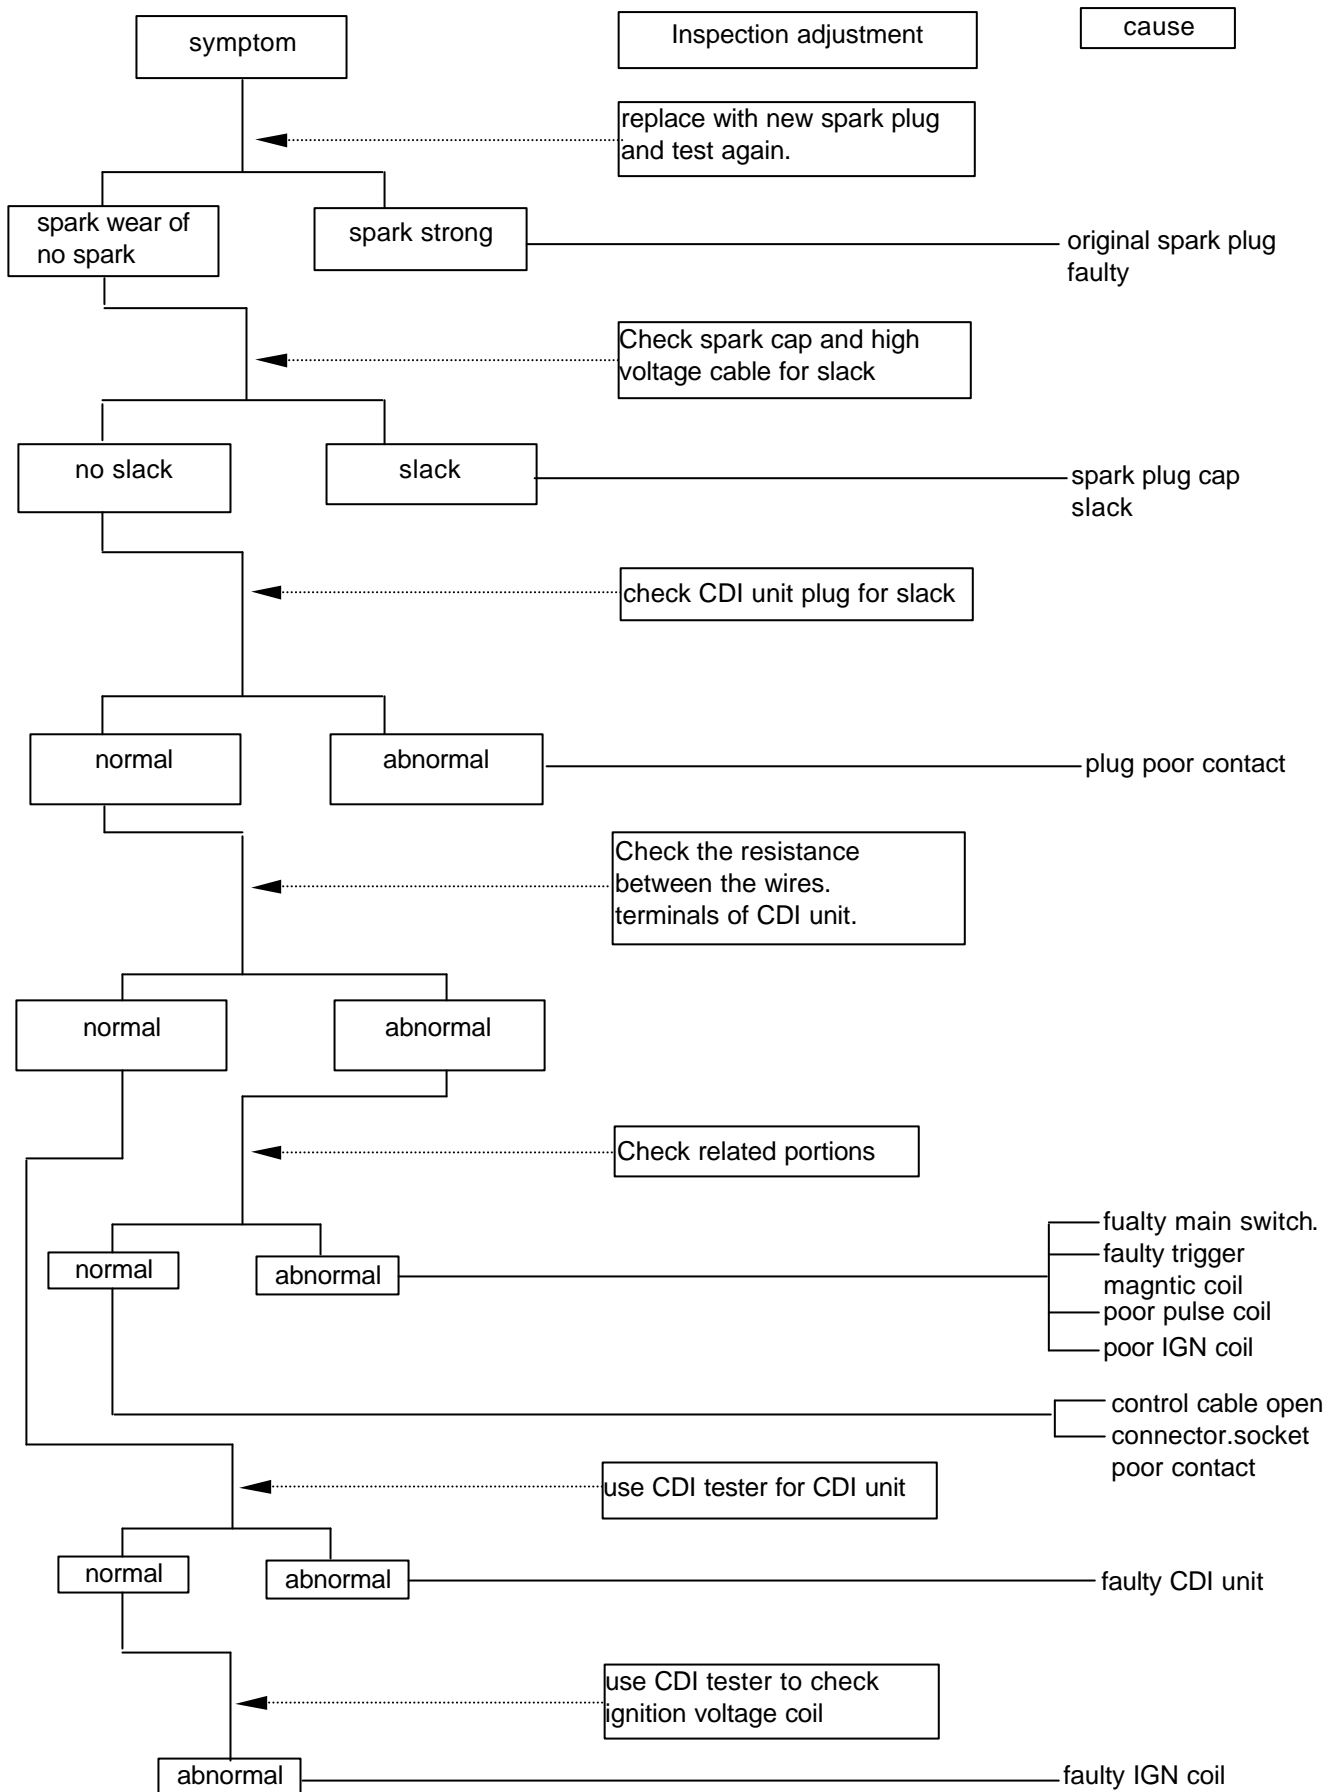 symptom
Inspection adjustment
cause
replace with new spark plug
and test again.
spark wear of
no spark
spark strong
original spark plug
faulty
Check spark cap and high
voltage cable for slack
no slack
slack
spark plug cap
slack
check CDI unit plug for slack
normal
abnormal
plug poor contact
Check the resistance
between the wires.
terminals of CDI unit.
normal
abnormal
Check related portions
normal
abnormal
fualty main switch.
faulty trigger
magntic coil
poor pulse coil
poor IGN coil
control cable open
connector.socket
poor contact
use CDI tester for CDI unit
normal
abnormal
faulty CDI unit
use CDI tester to check
ignition voltage coil
abnormal
faulty IGN coil